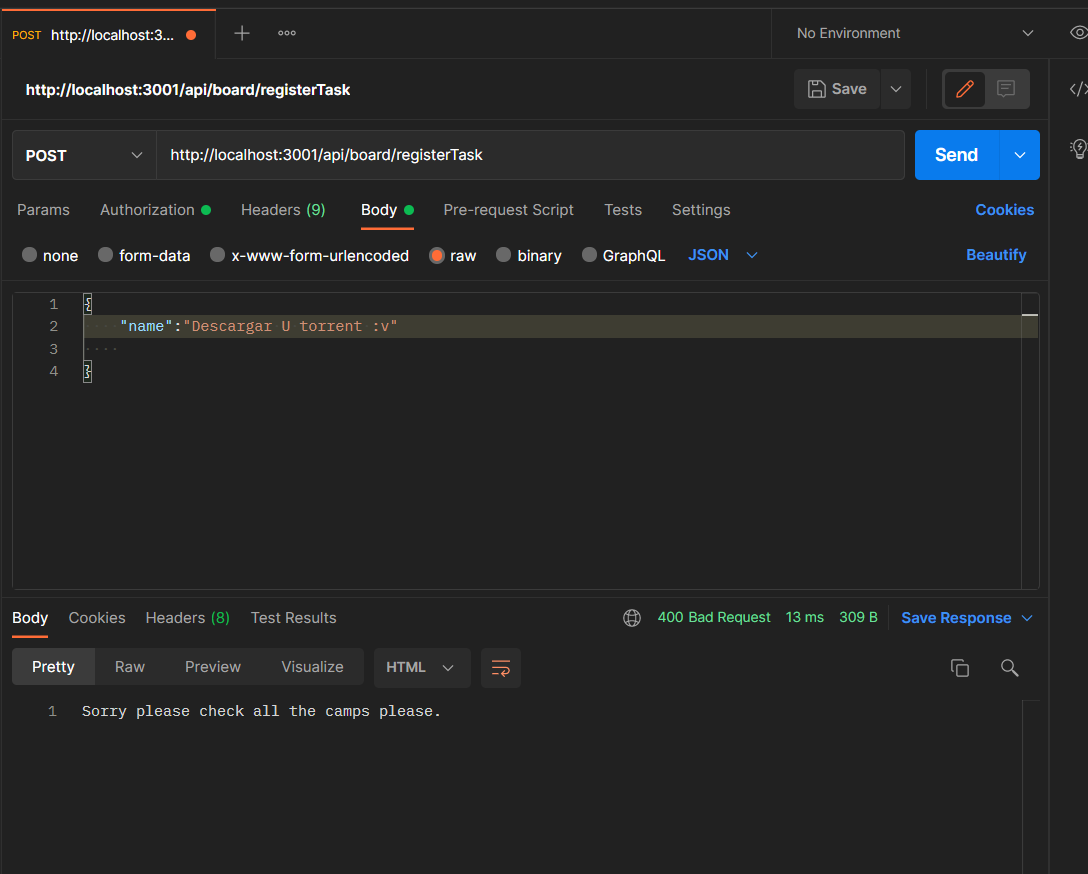 POST http://localhost:3... + ooo No Environment
http://localhost:3001/api/board/registerTask Save
POST http://localhost:3001/api/board/registerTask Send
Params Authorization Headers (9) Body Pre-request Script Tests Settings Cookies
none form-data x-www-form-urlencoded raw binary GraphQL JSON Beautify
1 {
2 "name":"Descargar U torrent :v"
3
4 }
Body Cookies Headers (8) Test Results 400 Bad Request 13 ms 309 B Save Response
Pretty Raw Preview Visualize HTML
1 Sorry please check all the camps please.